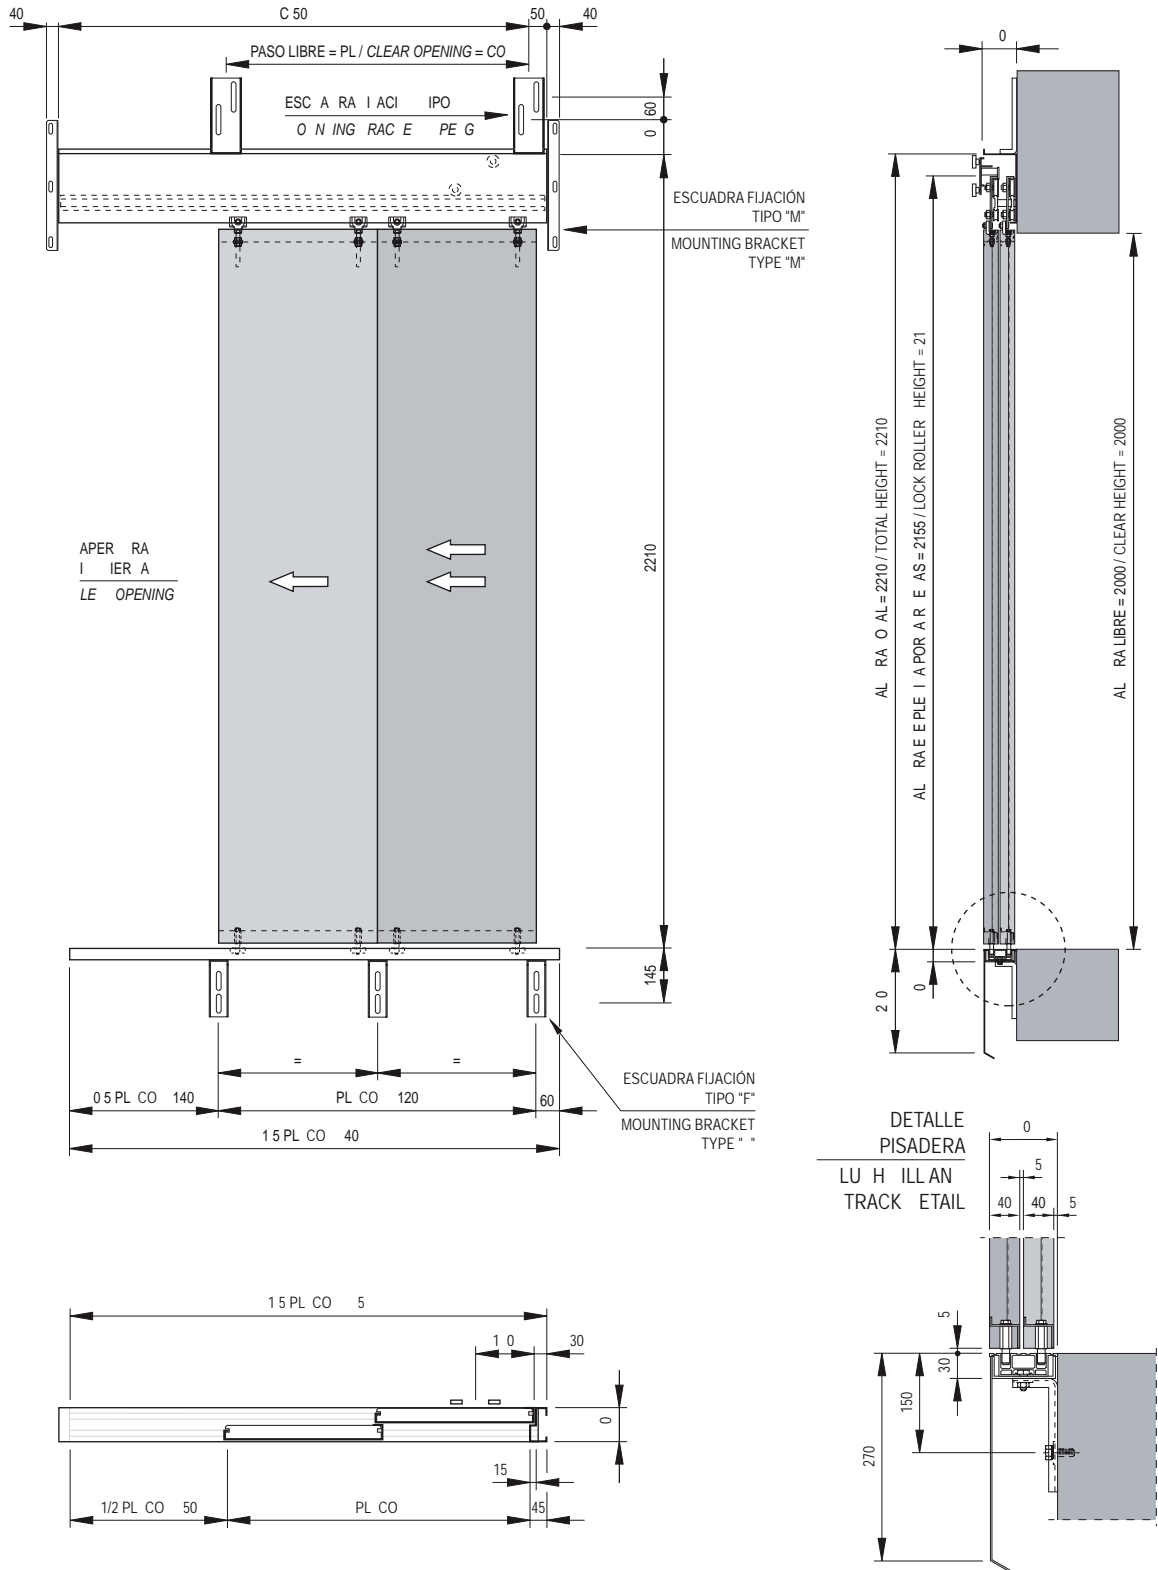 40
C 50
50
40
PASO LIBRE = PL / CLEAR OPENING = CO
ESC A RA I ACI IPO
O N ING RAC E PE G
60
0
ESCUADRA FIJACIÓN
TIPO "M"
MOUNTING BRACKET
TYPE "M"
APER RA
I IER A
LE OPENING
2210
145
=
=
0 5 PL CO 140
PL CO 120
60
1 5 PL CO 40
ESCUADRA FIJACIÓN
TIPO "F"
MOUNTING BRACKET
TYPE " "
0
AL RA O AL = 2210 / TOTAL HEIGHT = 2210
AL RA E E PLE I A POR A R E AS = 2155 / LOCK ROLLER HEIGHT = 21
AL RA LIBRE = 2000 / CLEAR HEIGHT = 2000
2 0
0
DETALLE
PISADERA
LU H ILL AN
TRACK ETAIL
0
5
40
40
5
5
30
150
270
1 5 PL CO 5
1 0
30
0
15
1/2 PL CO 50
PL CO
45